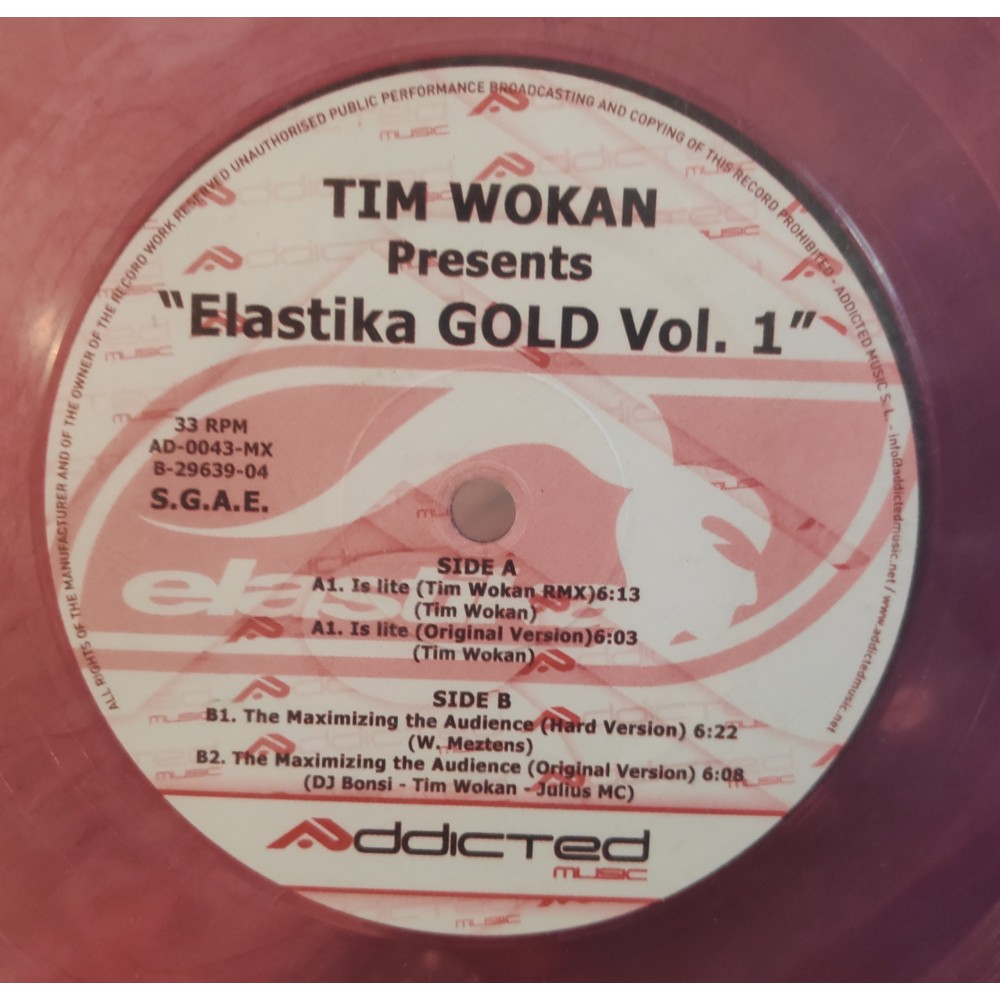 ALL RIGHTS OF THE MANUFACTURER AND OF THE OWNER OF THE RECORD WORK RESERVED UNAUTHORISED PUBLIC PERFORMANCE BROADCASTING AND COPYING OF THIS RECORD PROHIBITED - ADDICTED MUSIC S.L. - info@addictedmusic.net / www.addictedmusic.net
TIM WOKAN
Presents
“Elastika GOLD Vol. 1”
33 RPM
AD-0043-MX
B-29639-04
S.G.A.E.
SIDE A
A1. Is lite (Tim Wokan RMX)6:13
(Tim Wokan)
A1. Is lite (Original Version)6:03
(Tim Wokan)
SIDE B
B1. The Maximizing the Audience (Hard Version) 6:22
(W. Meztens)
B2. The Maximizing the Audience (Original Version) 6:08
(DJ Bonsi - Tim Wokan - Julius MC)
Addicted
music
music